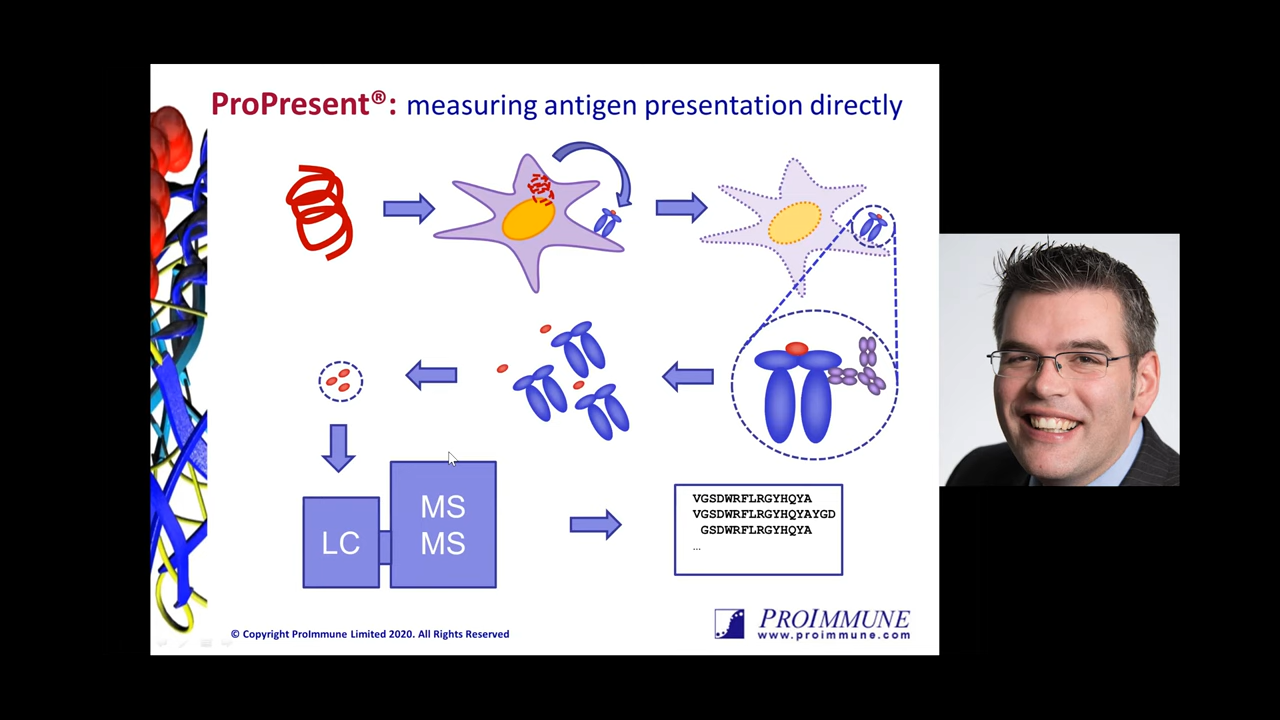 ProPresent®: measuring antigen presentation directly
LC
MS
MS
VGSDWRFLRGYHQYA
VGSDWRFLRGYHQYAYGD
GSDWRFLRGYHQYA
...
© Copyright ProImmune Limited 2020. All Rights Reserved
PROIMMUNE
www.proimmune.com